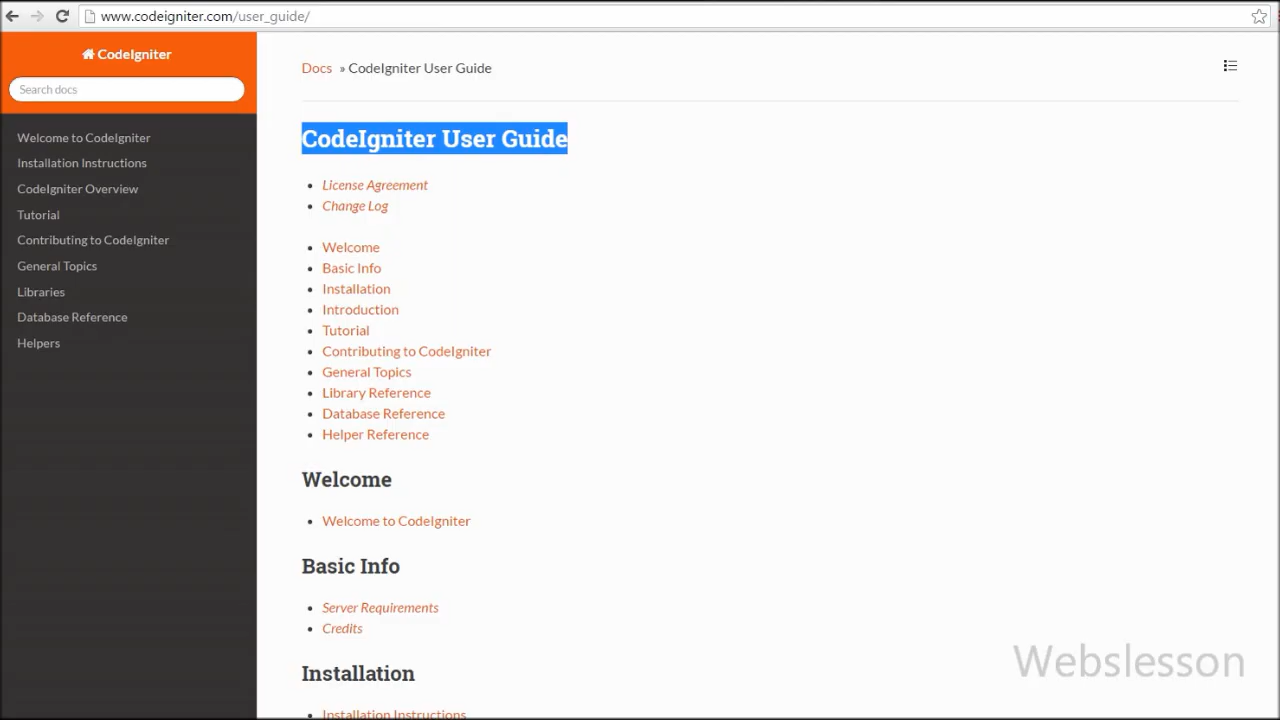 www.codeigniter.com/user_guide/
CodeIgniter
Search docs
Welcome to CodeIgniter
Installation Instructions
CodeIgniter Overview
Tutorial
Contributing to CodeIgniter
General Topics
Libraries
Database Reference
Helpers
Docs » CodeIgniter User Guide
CodeIgniter User Guide
License Agreement
Change Log
Welcome
Basic Info
Installation
Introduction
Tutorial
Contributing to CodeIgniter
General Topics
Library Reference
Database Reference
Helper Reference
Welcome
Welcome to CodeIgniter
Basic Info
Server Requirements
Credits
Installation
Installation Instructions
Webslesson